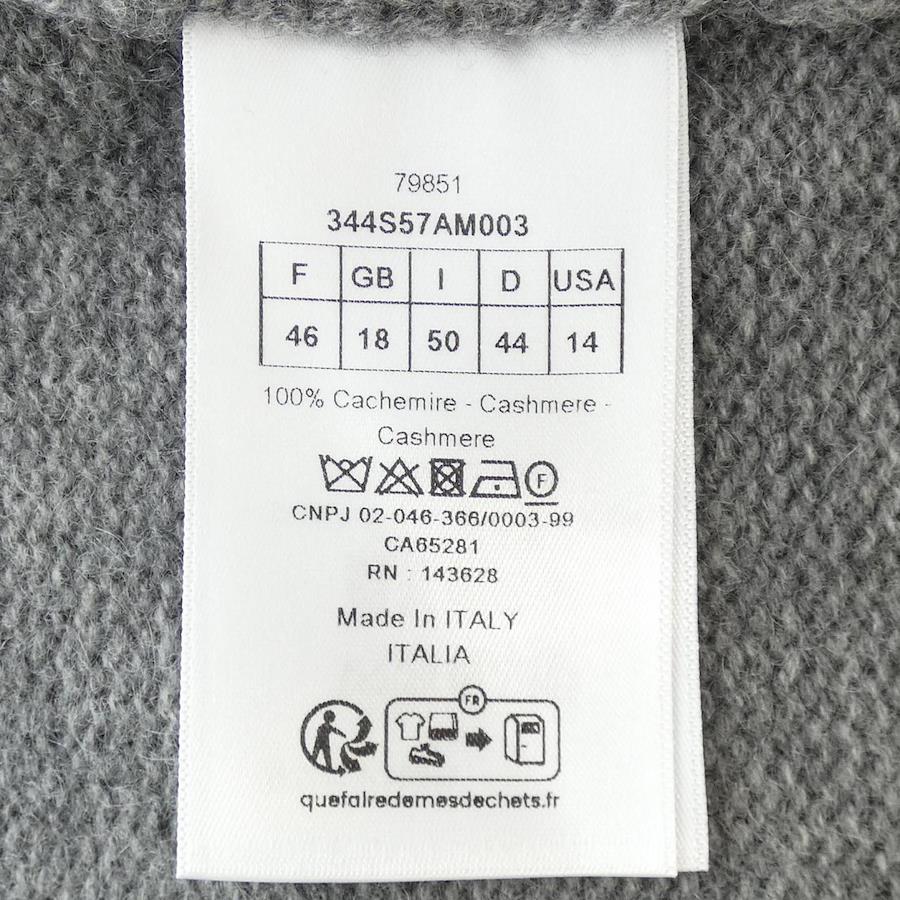 79851
344S57AM003
F GB I D USA
46 18 50 44 14
100% Cachemire - Cashmere -
Cashmere
F
CNPJ 02-046-366/0003-99
CA65281
RN : 143628
Made In ITALY
ITALIA
FR
quefairedemesdechets.fr